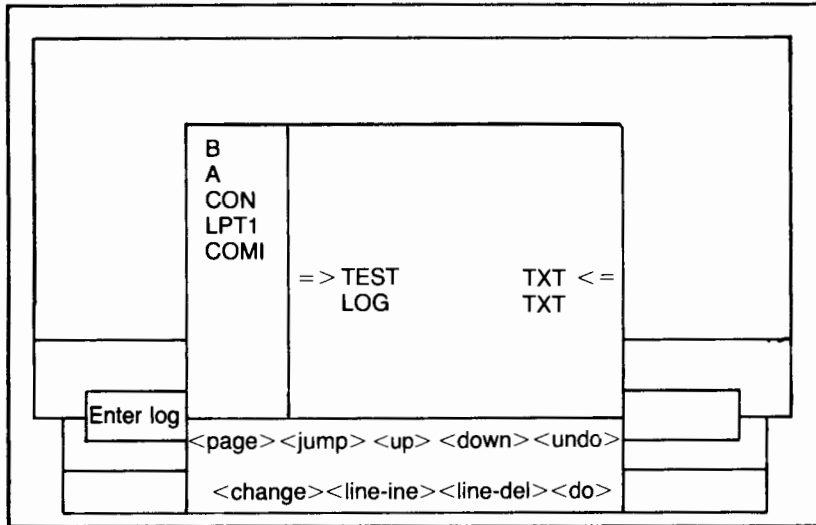 B
A
CON
LPT1
COMI
=> TEST TXT <=
LOG TXT
Enter log
<page><jump> <up> <down><undo>
<change><line-ine><line-del><do>